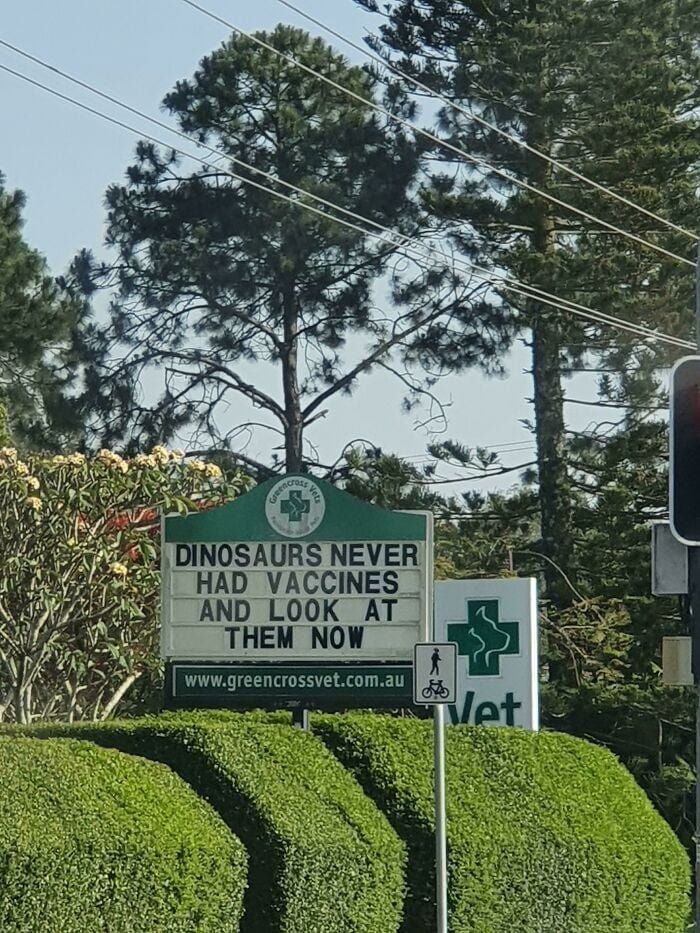 Greencross Vets
DINOSAURS NEVER
HAD VACCINES
AND LOOK AT
THEM NOW
www.greencrossvet.com.au
Vet